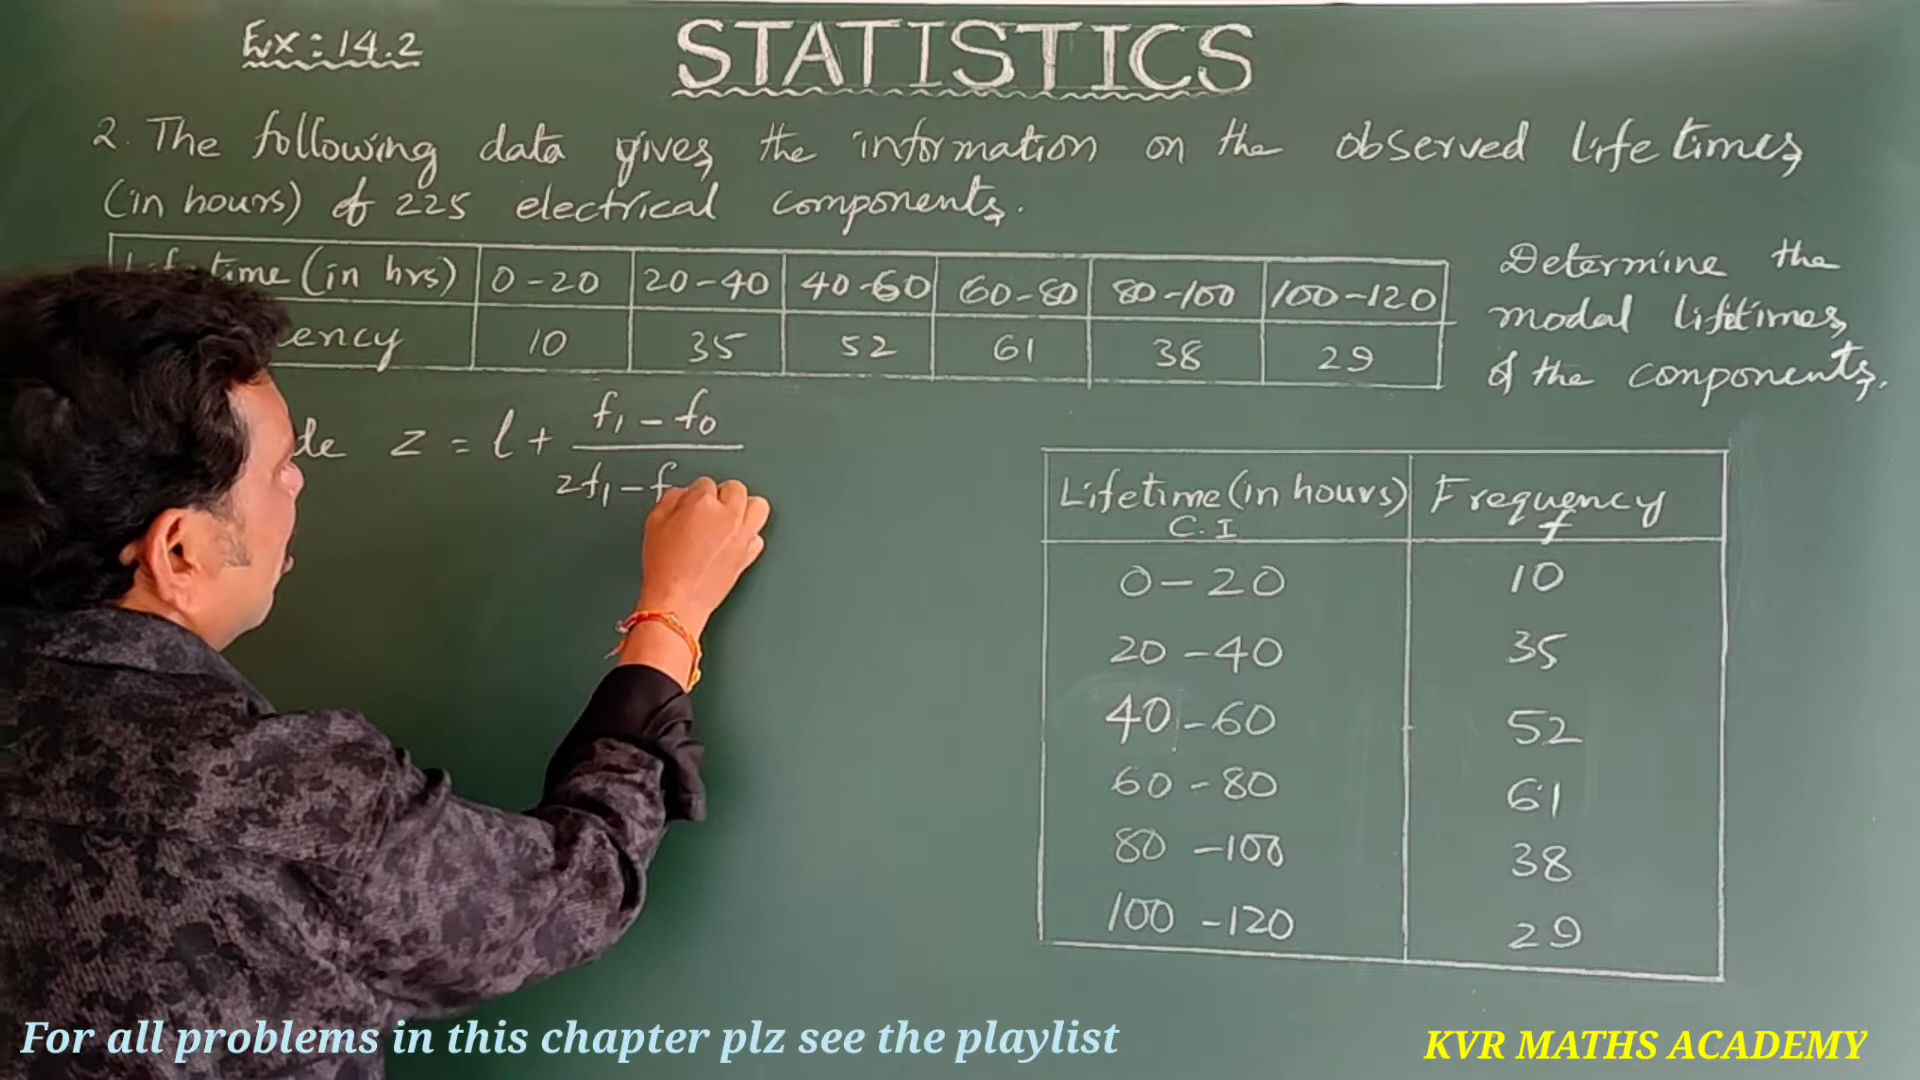 Ex: 14.2
STATISTICS
2. The following data gives the information on the observed lifetimes
(in hours) of 225 electrical components.
time (in hrs) 0-20 20-40 40-60 60-80 80-100 100-120
ency 10 35 52 61 38 29
Determine the
modal lifetimes
of the components.
de z = l + f₁ - f₀
2f₁ - f
Lifetime (in hours) Frequency
C.I f
0-20 10
20-40 35
40-60 52
60-80 61
80-100 38
100-120 29
For all problems in this chapter plz see the playlist
KVR MATHS ACADEMY